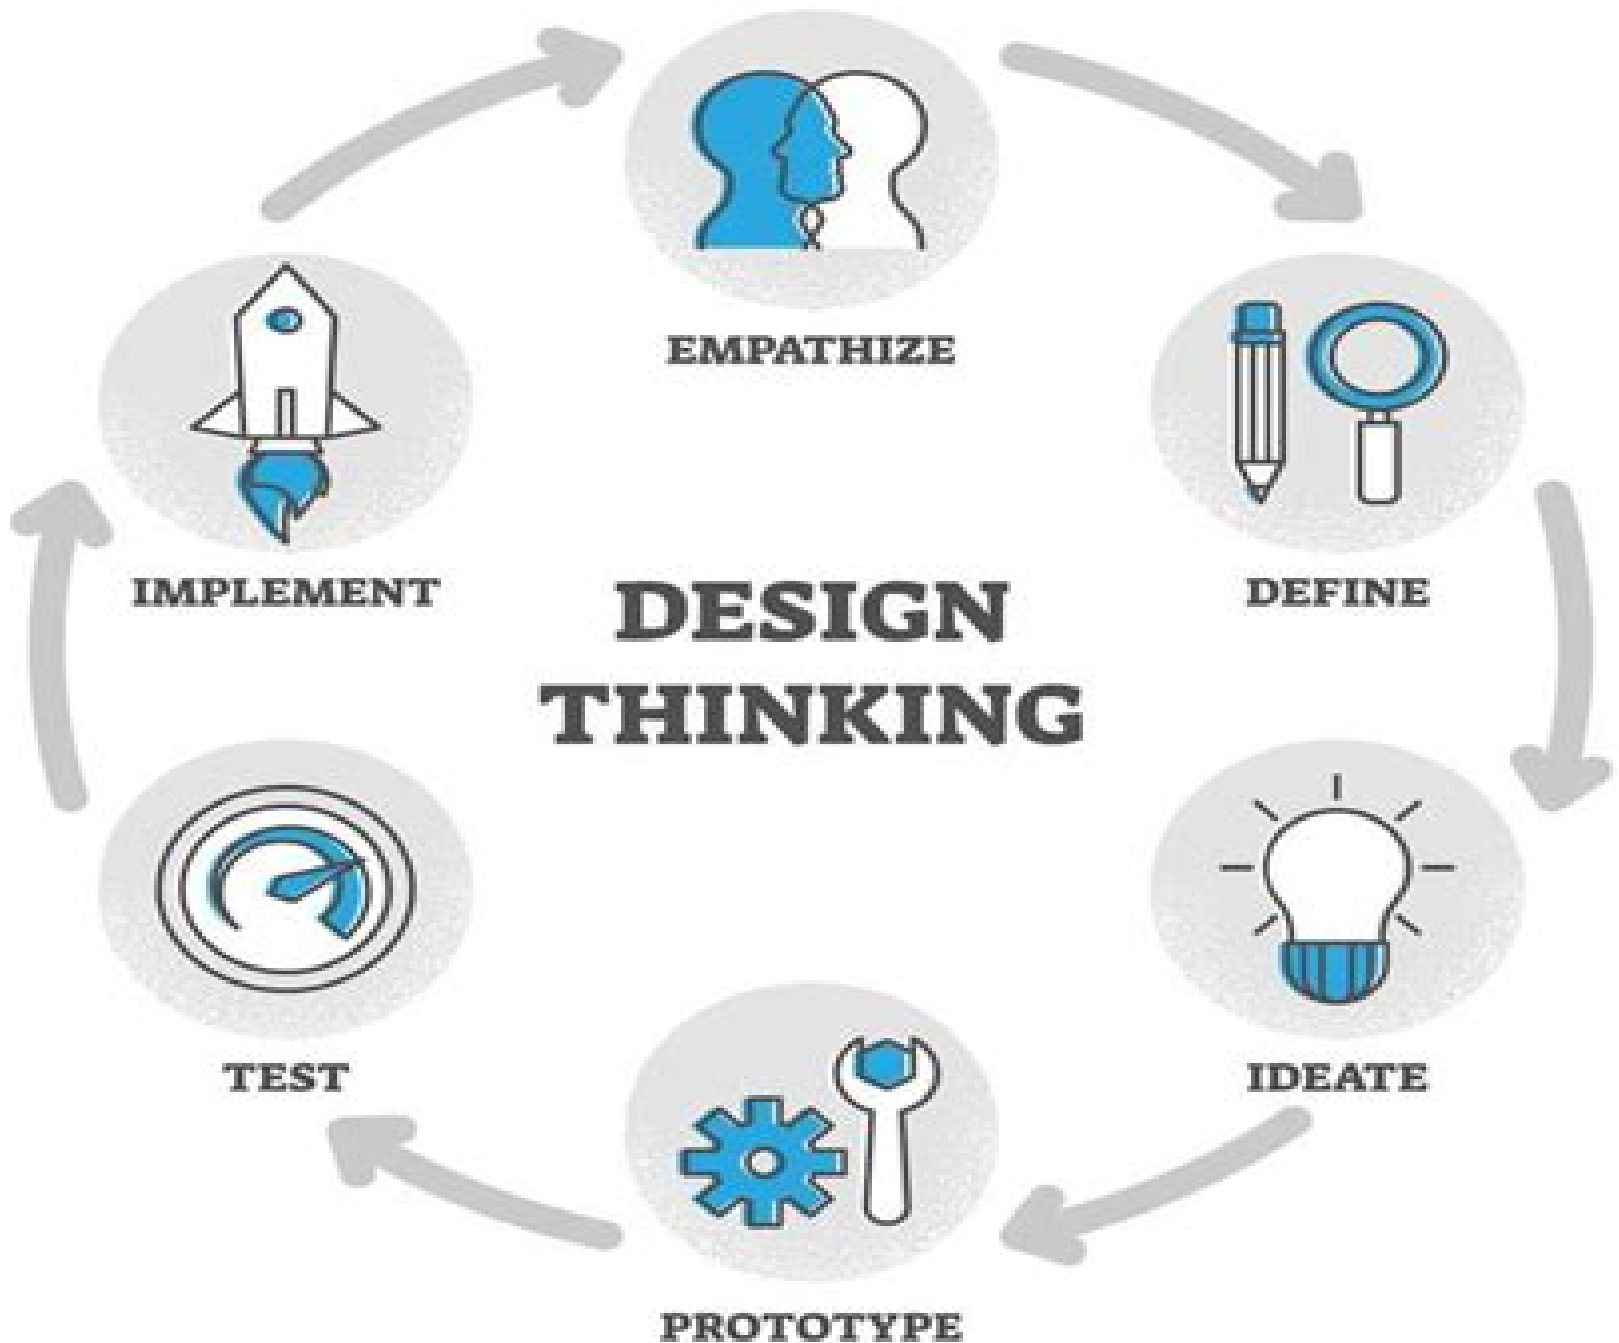 EMPATHIZE
DEFINE
IDEATE
PROTOTYPE
TEST
IMPLEMENT
DESIGN
THINKING